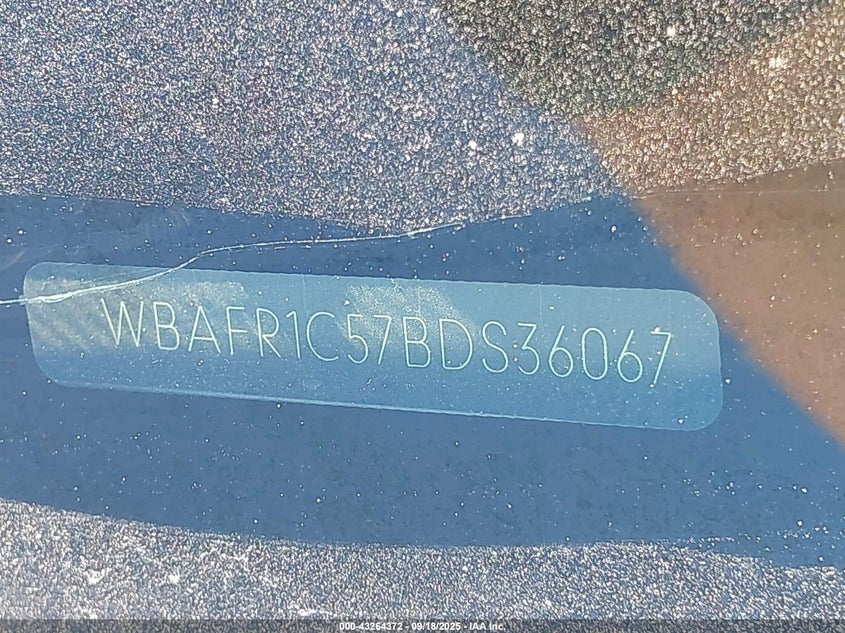 WBAFR1C57BDS36067
000-43264372 - 09/18/2025 - IAA Inc.